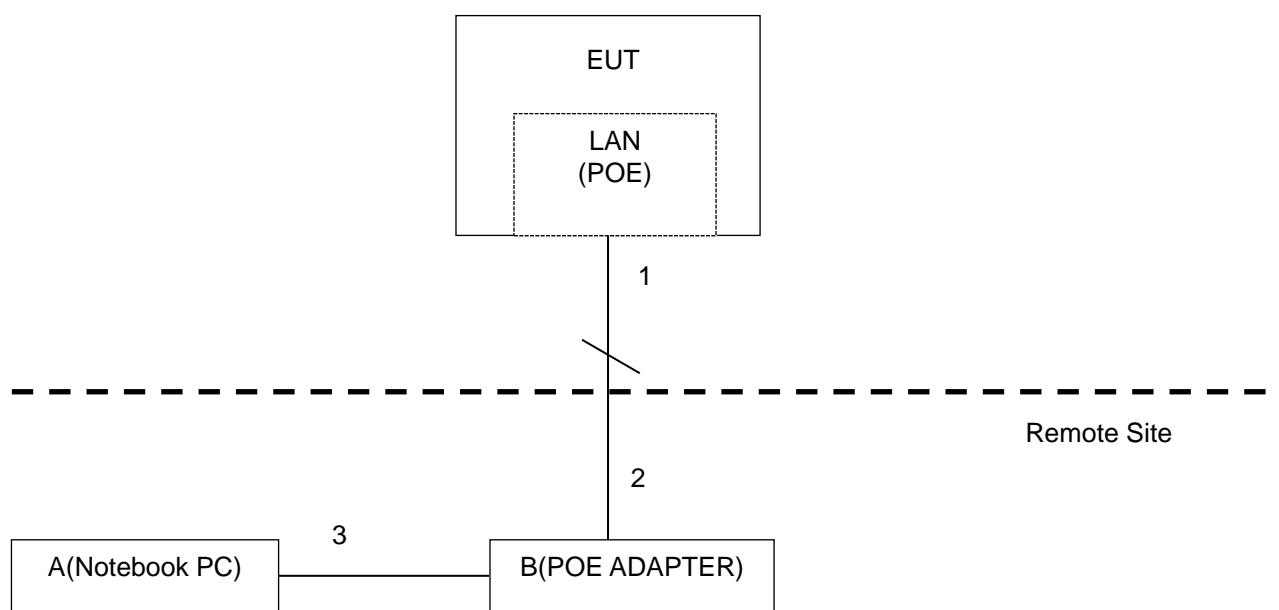 EUT
LAN
(POE)
1
Remote Site
2
3
A(Notebook PC)
B(POE ADAPTER)